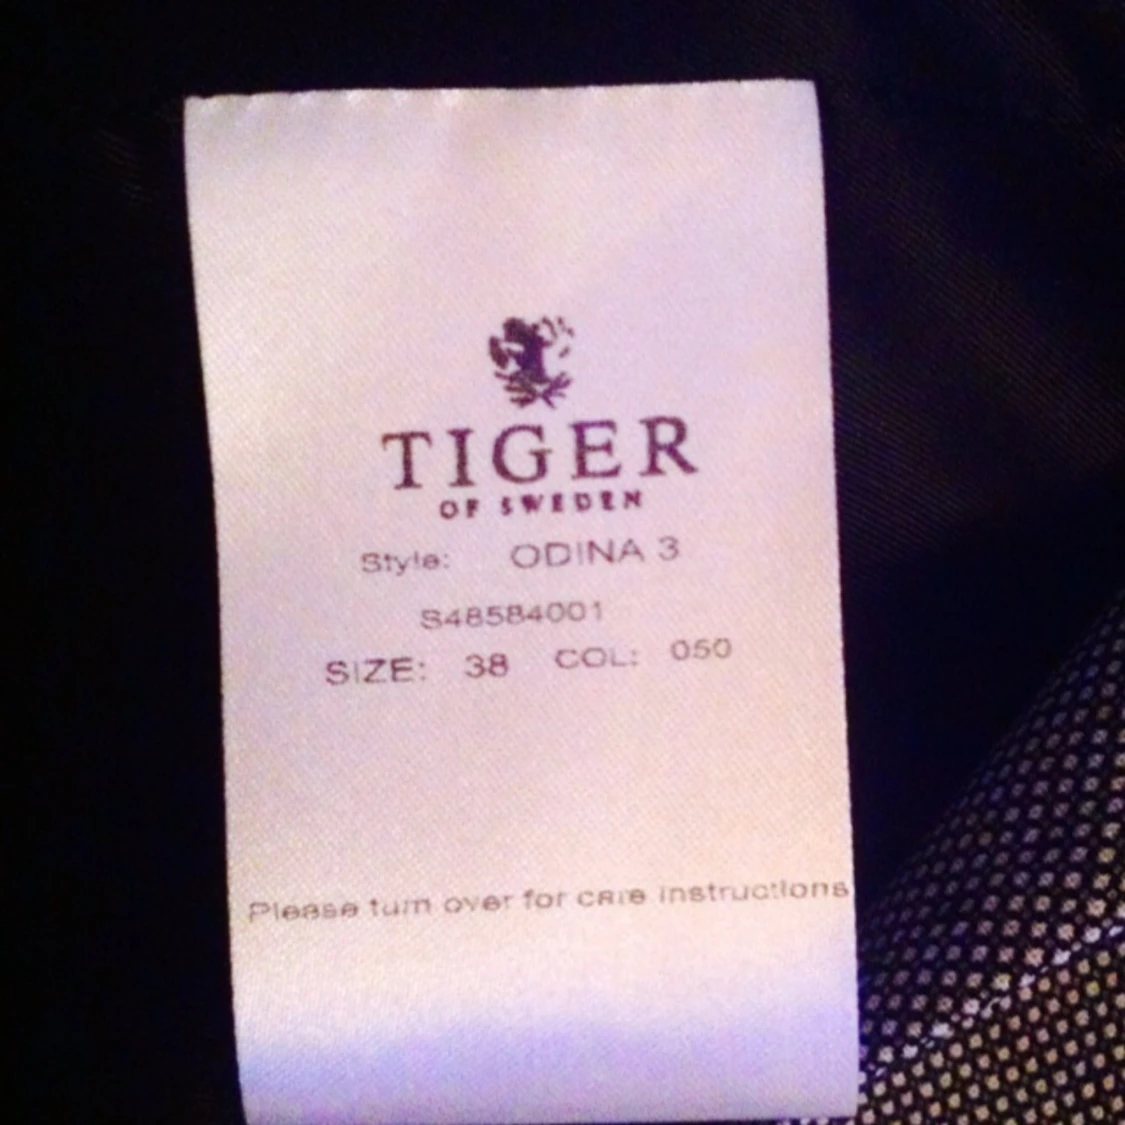 TIGER
OF SWEDEN
Style: ODINA 3
S48584001
SIZE: 38 COL: 050
Please turn over for care instructions